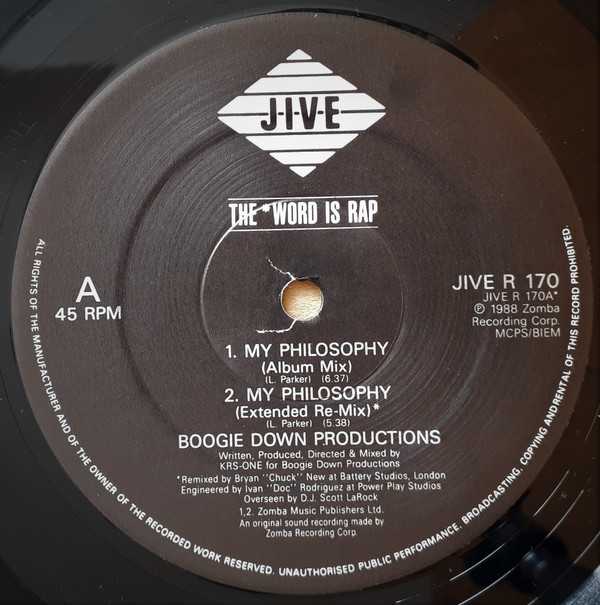 J·I·V·E
THE *WORD IS RAP
A
45 RPM
JIVE R 170
JIVE R 170A*
℗ 1988 Zomba
Recording Corp.
MCPS/BIEM
1. MY PHILOSOPHY
(Album Mix)
(L. Parker) (6.37)
2. MY PHILOSOPHY
(Extended Re-Mix)*
(L. Parker) (5.38)
BOOGIE DOWN PRODUCTIONS
Written, Produced, Directed & Mixed by
KRS-ONE for Boogie Down Productions
*Remixed by Bryan "Chuck" New at Battery Studios, London
Engineered by Ivan "Doc" Rodriguez at Power Play Studios
Overseen by D.J. Scott LaRock
1,2. Zomba Music Publishers Ltd.
An original sound recording made by
Zomba Recording Corp.
ALL RIGHTS OF THE MANUFACTURER AND OF THE OWNER OF THE RECORDED WORK RESERVED. UNAUTHORISED PUBLIC PERFORMANCE, BROADCASTING, COPYING ANDRENTAL OF THIS RECORD PROHIBITED.